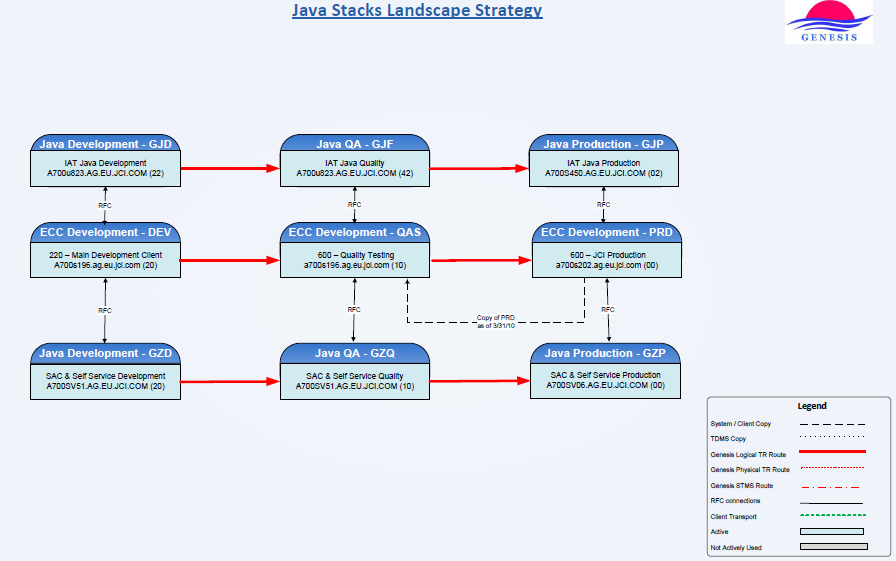 Java Stacks Landscape Strategy
GENESIS
Java Development - GJD
IAT Java Development
A700u823.AG.EU.JCI.COM (22)
Java QA - GJF
IAT Java Quality
A700u823.AG.EU.JCI.COM (42)
Java Production - GJP
IAT Java Production
A700S450.AG.EU.JCI.COM (02)
RFC
RFC
RFC
ECC Development - DEV
220 – Main Development Client
A700s196.ag.eu.jci.com (20)
ECC Development - QAS
600 – Quality Testing
a700s196.ag.eu.jci.com (10)
ECC Development - PRD
600 – JCI Production
a700s202.ag.eu.jci.com (00)
RFC
RFC
Copy of PRD
as of 3/31/10
RFC
Java Development - GZD
SAC & Self Service Development
A700SV51.AG.EU.JCI.COM (20)
Java QA - GZQ
SAC & Self Service Quality
A700SV51.AG.EU.JCI.COM (10)
Java Production - GZP
SAC & Self Service Production
A700SV06.AG.EU.JCI.COM (00)
Legend
System / Client Copy
TDMS Copy
Genesis Logical TR Route
Genesis Physical TR Route
Genesis STMS Route
RFC connections
Client Transport
Active
Not Actively Used